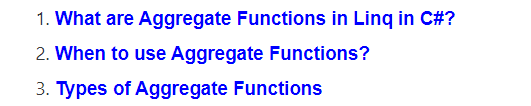 1. What are Aggregate Functions in Linq in C#?
2. When to use Aggregate Functions?
3. Types of Aggregate Functions